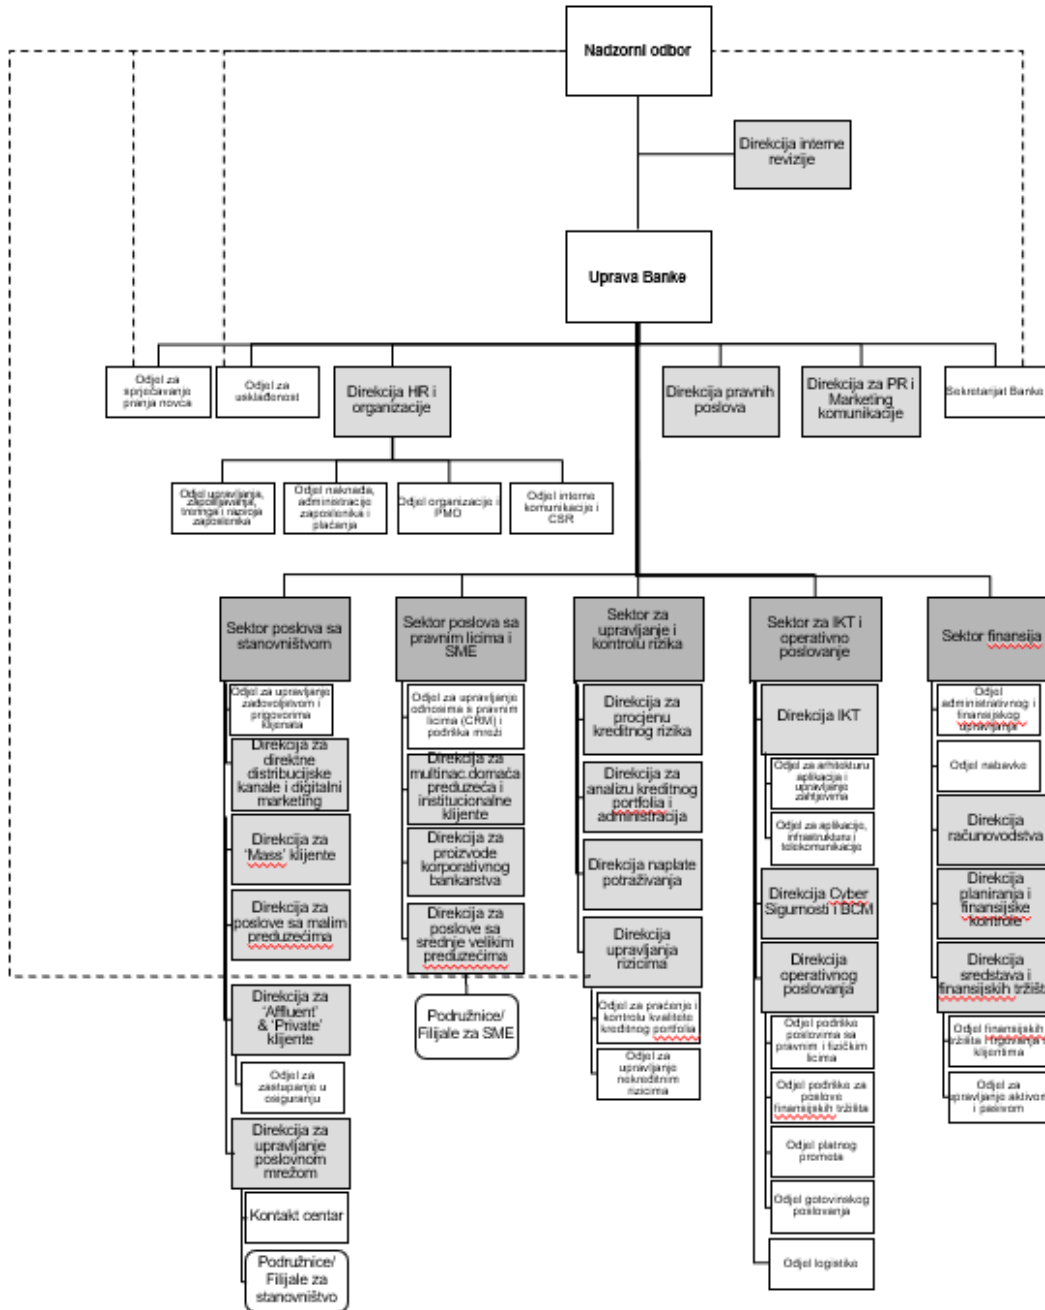 Nadzorni odbor
Direkcija interne
revizije
Uprava Banke
Odjel za
sprječavanje
pranja novca
Odjel za
usklađenost
Direkcija HR i
organizacije
Direkcija pravnih
poslova
Direkcija za PR i
Marketing
komunikacije
Sekretarijat Banke
Odjel upravljanja,
zapošljavanja,
treninga i razvoja
zaposlenika
Odjel naknada,
administracije
zaposlenika i
plaćanja
Odjel organizacije i
PMO
Odjel interne
komunikacije i
CSR
Sektor poslova sa
stanovništvom
Odjel za upravljanje
zadovoljstvom i
prigovorima
klijenata
Direkcija za
direktne
distribucijske
kanale i digitalni
marketing
Direkcija za
'Mass' klijente
Direkcija za
poslove sa malim
preduzećima
Direkcija za
'Affluent'
& 'Private'
klijente
Odjel za
zastupanje u
osiguranju
Direkcija za
upravljanje
poslovnom
mrežom
Kontakt centar
Podružnice/
Filijale za
stanovništvo
Sektor poslova sa
pravnim licima i
SME
Odjel za upravljanje
odnosima s pravnim
licima (CRM) i
podrška mreži
Direkcija za
multinac.domaća
preduzeća i
institucionalne
klijente
Direkcija za
proizvode
korporativnog
bankarstva
Direkcija za
poslove sa
srednje velikim
preduzećima
Podružnice/
Filijale za SME
Sektor za
upravljanje i
kontrolu rizika
Direkcija za
procjenu
kreditnog rizika
Direkcija za
analizu kreditnog
portfolia i
administracija
Direkcija naplate
potraživanja
Direkcija
upravljanja
rizicima
Odjel za praćenje i
kontrolu kvalitete
kreditnog portfolia
Odjel za
upravljanje
nekreditnim
rizicima
Sektor za IKT i
operativno
poslovanje
Direkcija IKT
Odjel za arhitekturu
aplikacija i
upravljanje
zahtjevima
Odjel za aplikacije,
infrastrukturu i
telekomunikacije
Direkcija Cyber
Sigurnosti i BCM
Direkcija
operativnog
poslovanja
Odjel podrške
poslovima sa
pravnim i fizičkim
licima
Odjel podrške za
poslove
finansijskih tržišta
Odjel platnog
prometa
Odjel gotovinskog
poslovanja
Odjel logistike
Sektor finansija
Odjel
administrativnog i
finansijskog
upravljanja
Odjel nabavke
Direkcija
računovodstva
Direkcija
planiranja i
finansijske
kontrole
Direkcija
sredstava i
finansijskih tržišt
Odjel finansijskih
tržišta i trgovanja s
klijentima
Odjel za
upravljanje aktivom
i pasivom